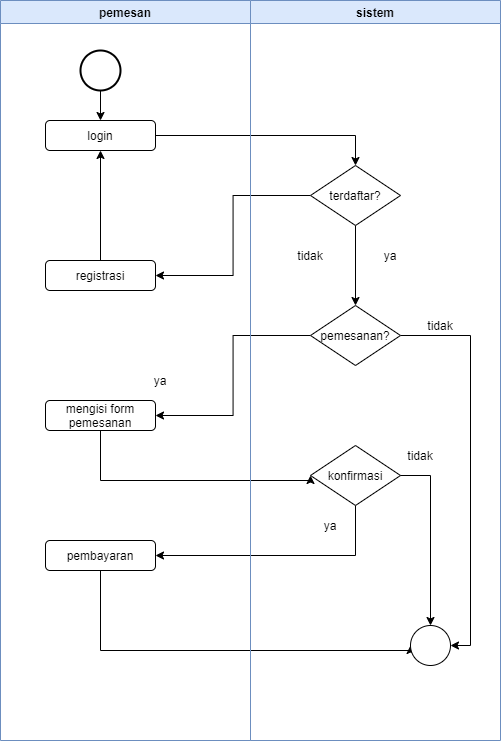 pemesan
sistem
login
terdaftar?
registrasi
tidak
ya
pemesanan?
tidak
ya
mengisi form
pemesanan
tidak
konfirmasi
ya
pembayaran